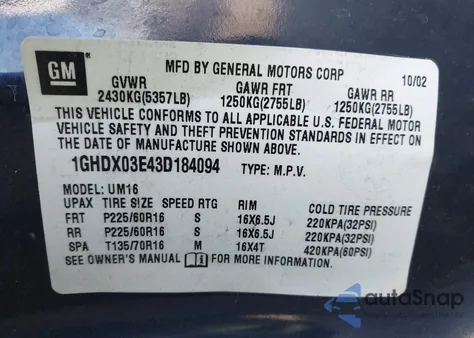 GM
MFD BY GENERAL MOTORS CORP 10/02
GVWR GAWR FRT GAWR RR
2430KG(5357LB) 1250KG(2755LB) 1250KG(2755LB)
THIS VEHICLE CONFORMS TO ALL APPLICABLE U.S. FEDERAL MOTOR
VEHICLE SAFETY AND THEFT PREVENTION STANDARDS IN EFFECT ON
THE DATE OF MANUFACTURE SHOWN ABOVE.
1GHDX03E43D184094 TYPE: M.P.V.
MODEL: UM16
UPAX TIRE SIZE SPEED RTG RIM COLD TIRE PRESSURE
FRT P225/60R16 S 16X6.5J 220KPA(32PSI)
RR P225/60R16 S 16X6.5J 220KPA(32PSI)
SPA T135/70R16 M 16X4T 420KPA(60PSI)
SEE OWNER'S MANUAL FOR MORE INFORMATION.
autoSnap